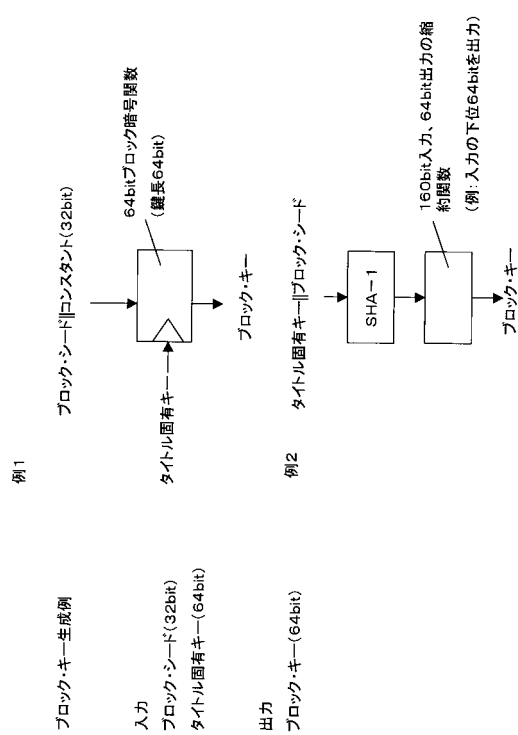 ブロック・キー生成例
入力
ブロック・シード(32bit)
タイトル固有キー(64bit)
出力
ブロック・キー(64bit)
例1
ブロック・シード||コンスタント(32bit)
64bitブロック暗号関数
(鍵長64bit)
タイトル固有キー
ブロック・キー
例2
タイトル固有キー||ブロック・シード
SHA-1
160bit入力、64bit出力の縮
約関数
(例:入力の下位64bitを出力)
ブロック・キー